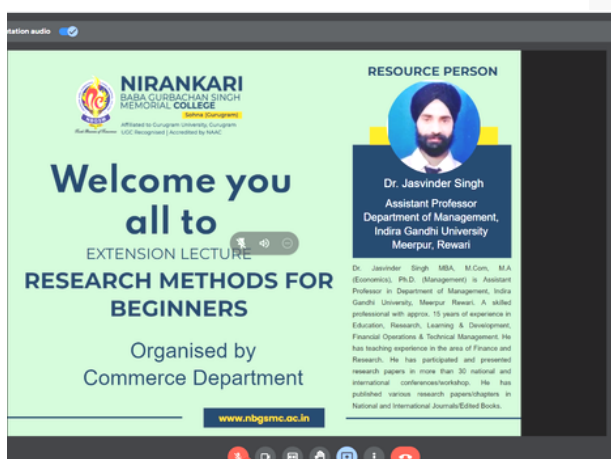 tation audio
NIRANKARI
BABA GURBACHAN SINGH
MEMORIAL COLLEGE
Sohna (Gurugram)
Affiliated to Gurugram University, Gurugram
UGC Recognised | Accredited by NAAC
Welcome you
all to
EXTENSION LECTURE
RESEARCH METHODS FOR
BEGINNERS
Organised by
Commerce Department
www.nbgsmc.ac.in
RESOURCE PERSON
Dr. Jasvinder Singh
Assistant Professor
Department of Management,
Indira Gandhi University
Meerpur, Rewari
Dr. Jasvinder Singh MBA, M.Com, M.A
(Economics), Ph.D. (Management) is Assistant
Professor in Department of Management, Indira
Gandhi University, Meerpur Rewari. A skilled
professional with approx. 15 years of experience in
Education, Research, Learning & Development,
Financial Operations & Technical Management. He
has teaching experience in the area of Finance and
Research. He has participated and presented
research papers in more than 30 national and
international conferences/workshop. He has
published various research papers/chapters in
National and International Journals/Edited Books.